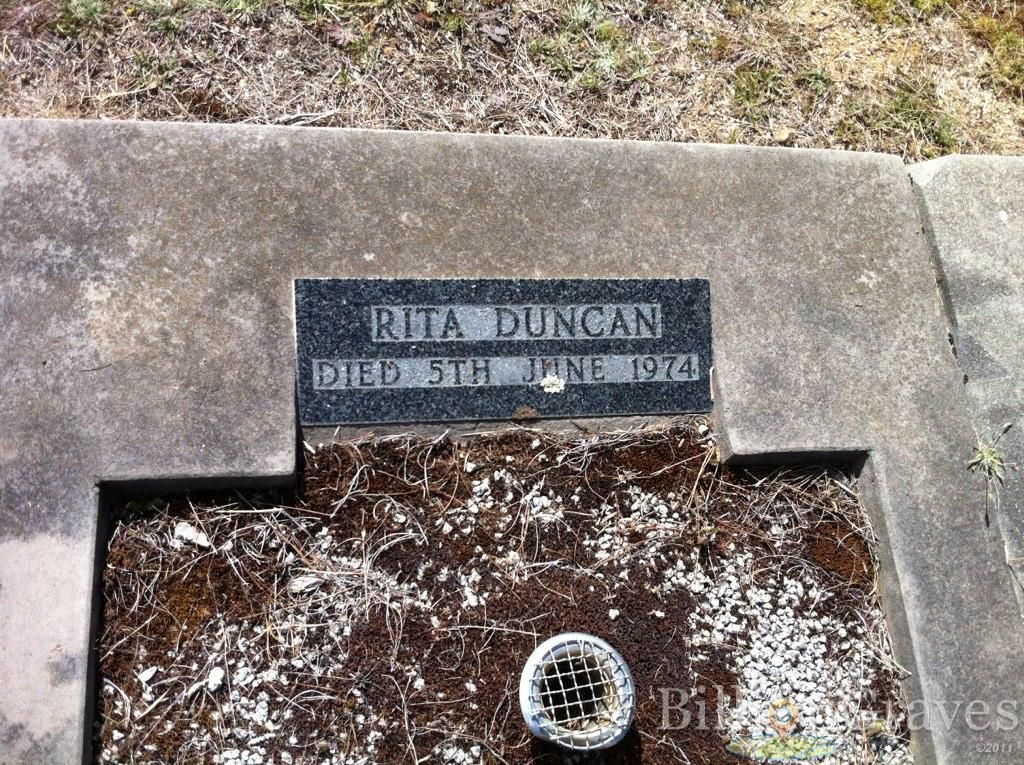 RITA DUNCAN
DIED 5TH JUNE 1974
BillionGraves
©2011